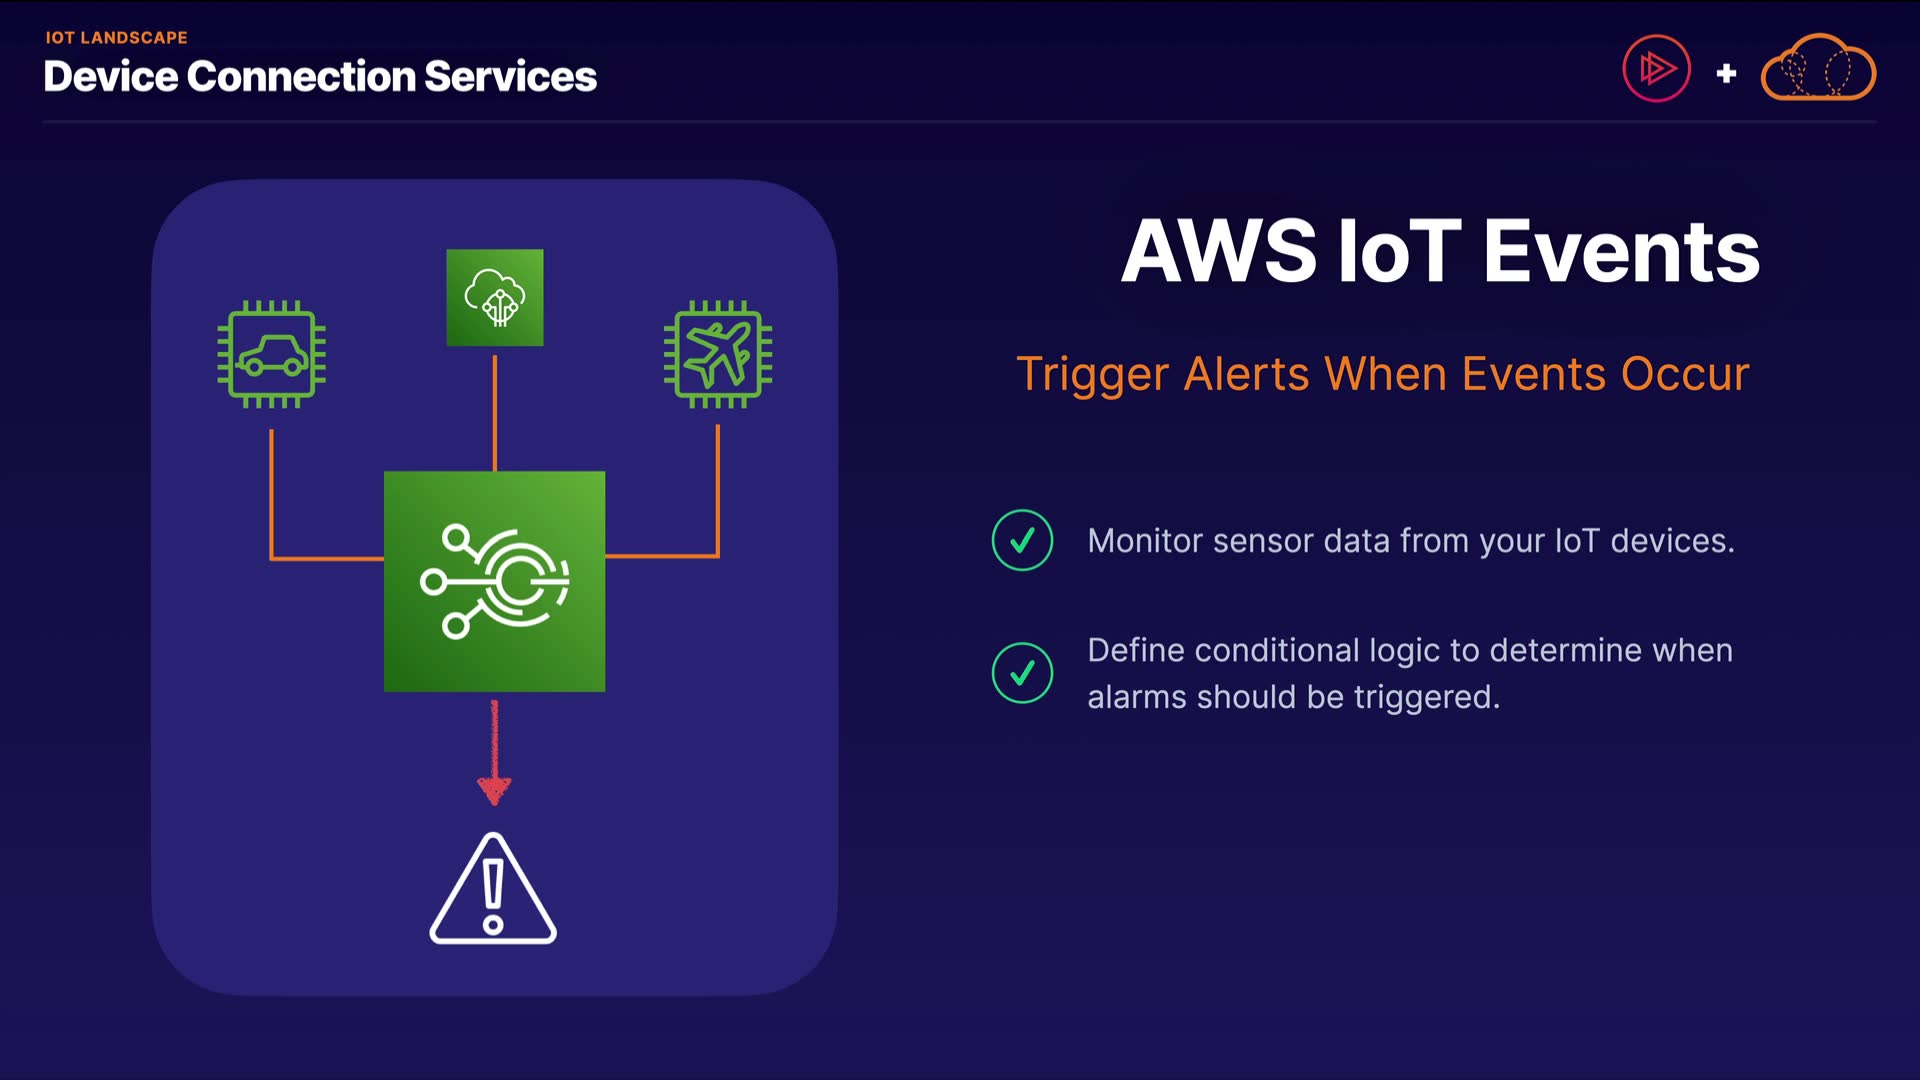 IOT LANDSCAPE
Device Connection Services
AWS IoT Events
Trigger Alerts When Events Occur
Monitor sensor data from your IoT devices.
Define conditional logic to determine when
alarms should be triggered.